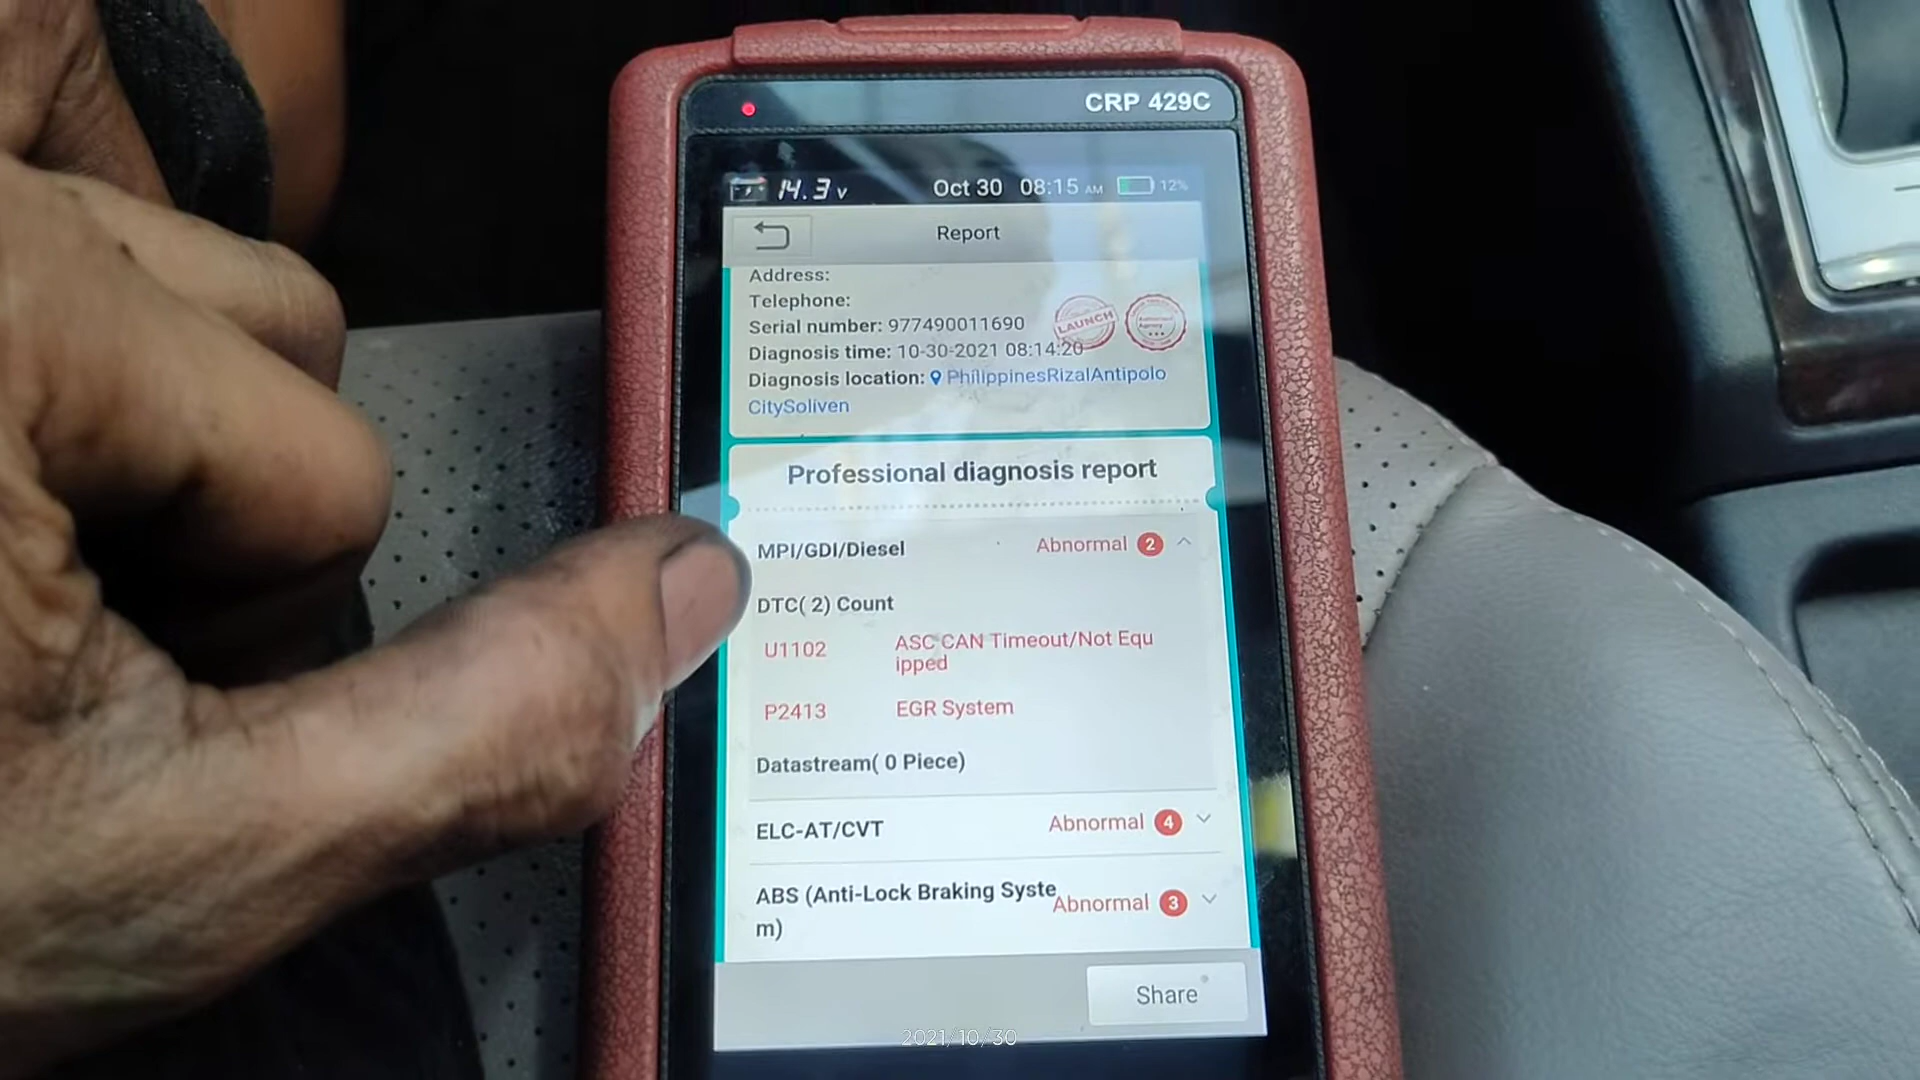 CRP 429C
14.3 v Oct 30 08:15 AM 12%
Report
Address:
Telephone:
Serial number: 977490011690
LAUNCH
Diagnosis time: 10-30-2021 08:14:20
Diagnosis location: PhilippinesRizalAntipolo
CitySoliven
Professional diagnosis report
MPI/GDI/Diesel Abnormal 2
DTC( 2) Count
U1102 ASC CAN Timeout/Not Equ
ipped
P2413 EGR System
Datastream( 0 Piece)
ELC-AT/CVT Abnormal 4
ABS (Anti-Lock Braking Syste
m) Abnormal 3
Share
2021/10/30